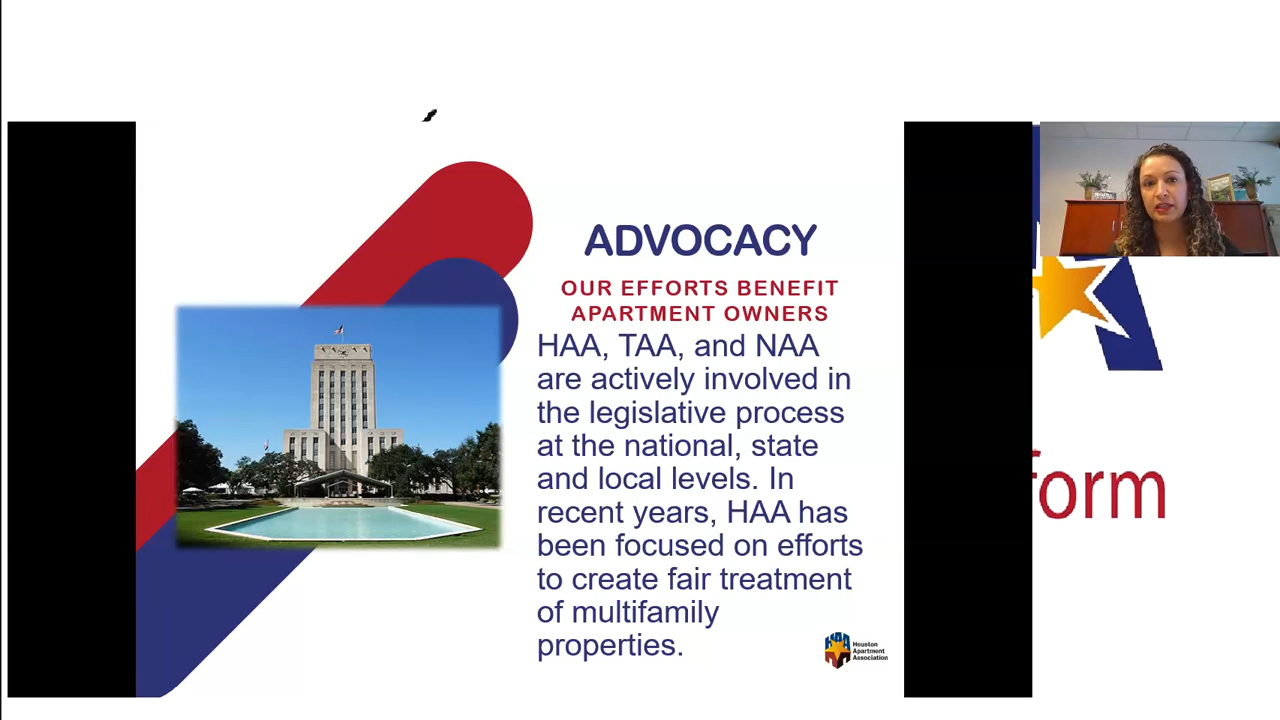 ADVOCACY
OUR EFFORTS BENEFIT
APARTMENT OWNERS
HAA, TAA, and NAA
are actively involved in
the legislative process
at the national, state
and local levels. In
recent years, HAA has
been focused on efforts
to create fair treatment
of multifamily
properties.
Houston
Apartment
Association
form